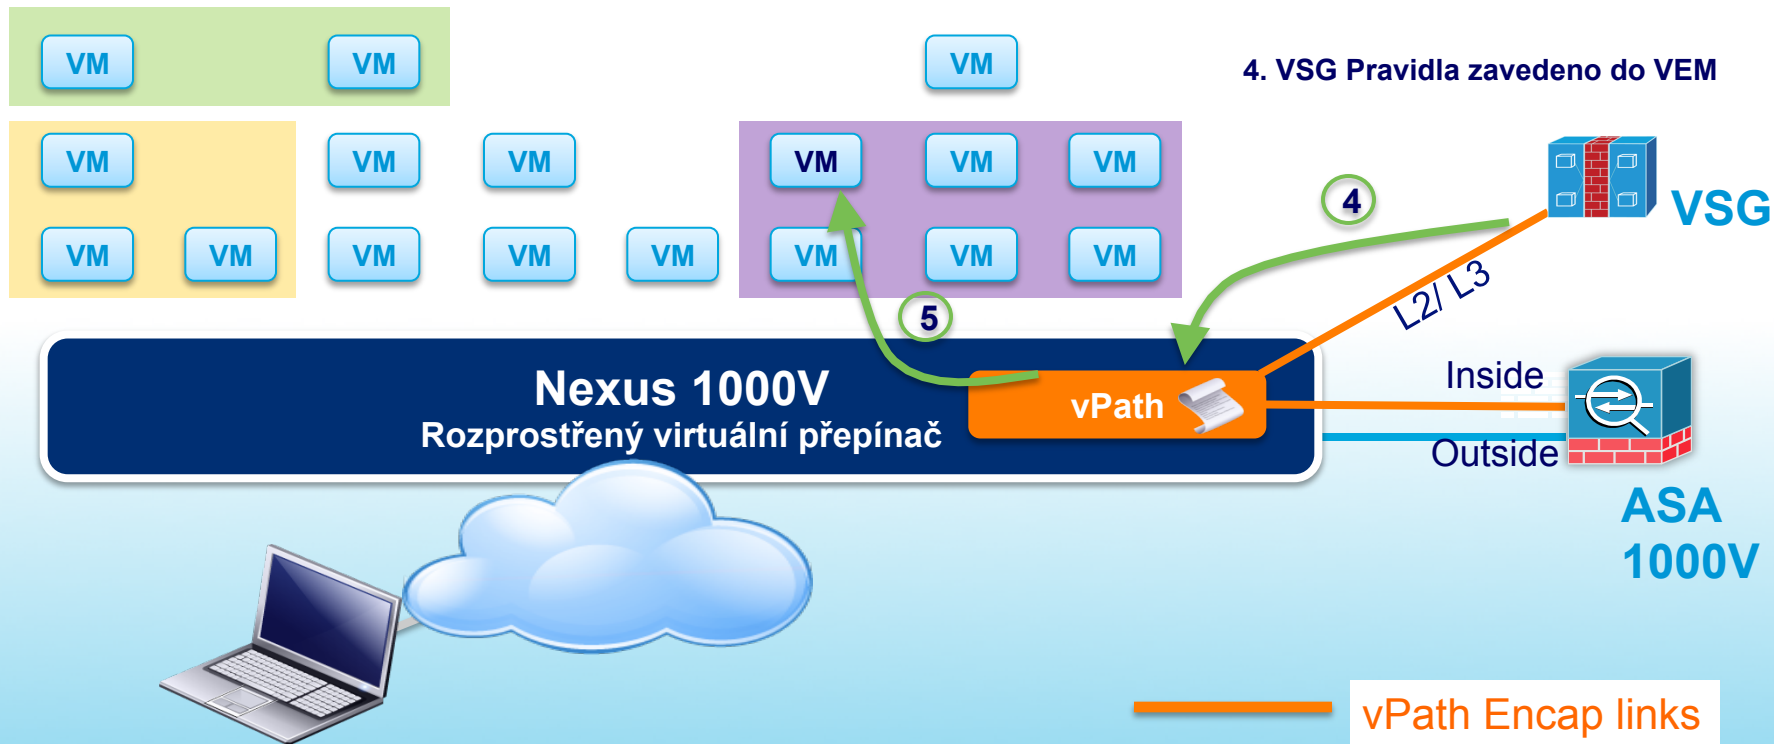 VM
VM
VM
4. VSG Pravidla zavedeno do VEM
VM
VM
VM
VM
VM
VM
VSG
4
VM
VM
VM
VM
VM
VM
VM
VM
L2/ L3
5
Nexus 1000V
Rozprostřený virtuální přepínač
vPath
Inside
Outside
ASA
1000V
vPath Encap links